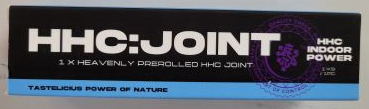 HHC:JOINT
1 X HEAVENLY PREROLLED HHC JOINT
HHC
INDOOR
POWER
TASTELICIOUS POWER OF NATURE